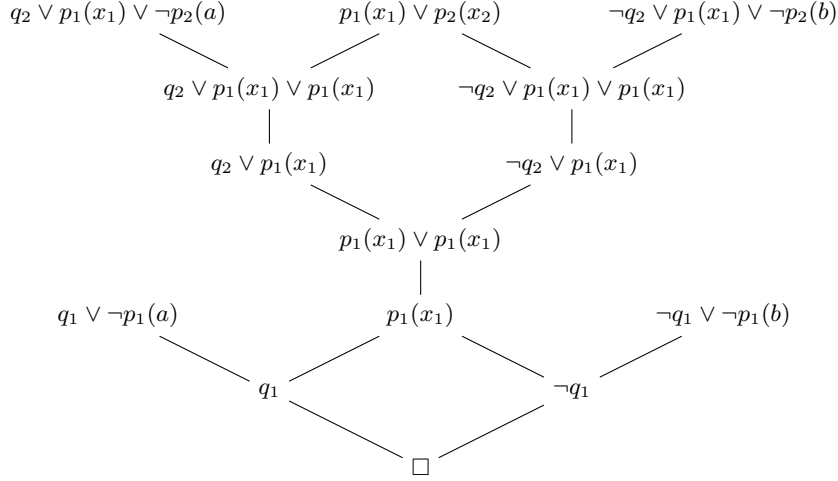 q₂ ∨ p₁(x₁) ∨ ¬p₂(a) p₁(x₁) ∨ p₂(x₂) ¬q₂ ∨ p₁(x₁) ∨ ¬p₂(b)
q₂ ∨ p₁(x₁) ∨ p₁(x₁) ¬q₂ ∨ p₁(x₁) ∨ p₁(x₁)
q₂ ∨ p₁(x₁) ¬q₂ ∨ p₁(x₁)
p₁(x₁) ∨ p₁(x₁)
q₁ ∨ ¬p₁(a) p₁(x₁) ¬q₁ ∨ ¬p₁(b)
q₁ ¬q₁
□